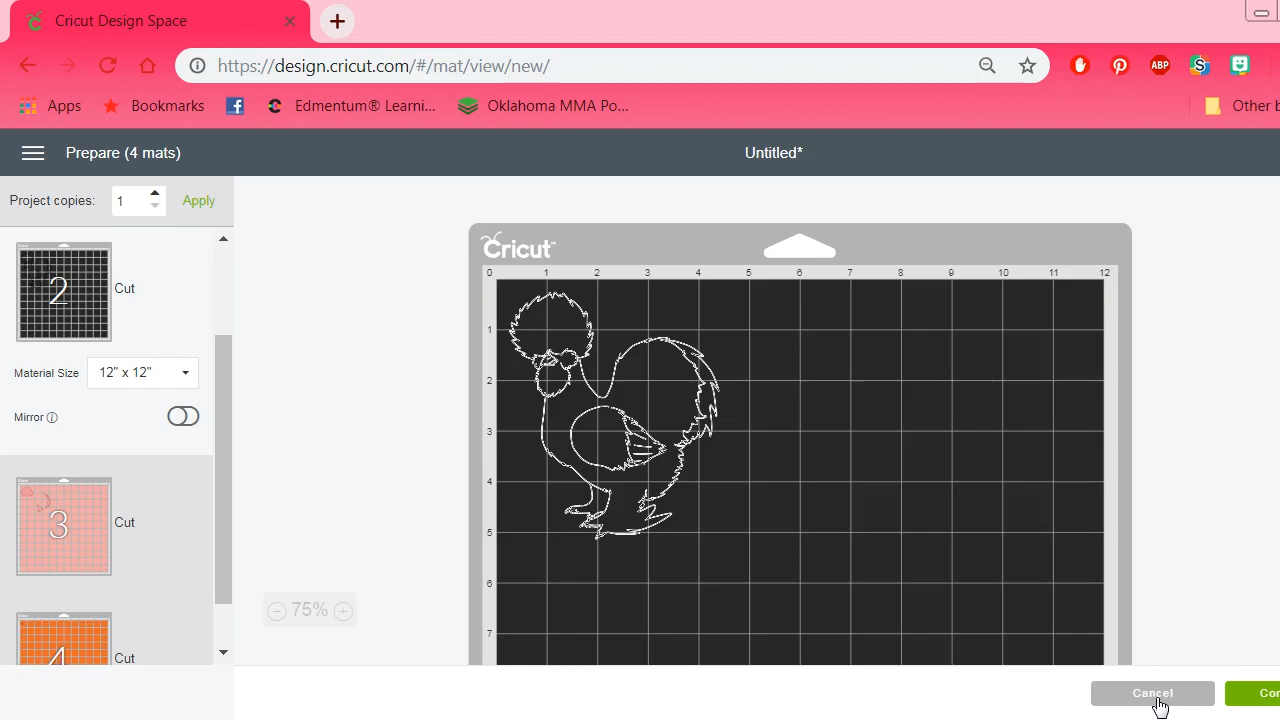 Cricut Design Space
https://design.cricut.com/#/mat/view/new/
ABP
S
Apps
Bookmarks
Edmentum® Learni...
Oklahoma MMA Po...
Other b
Prepare (4 mats)
Untitled*
Project copies:
1
Apply
2
Cut
Material Size
12" x 12"
Mirror
3
Cut
4
Cut
Cricut™
0 1 2 3 4 5 6 7 8 9 10 11 12
1
2
3
4
5
6
7
75%
Cancel
Con